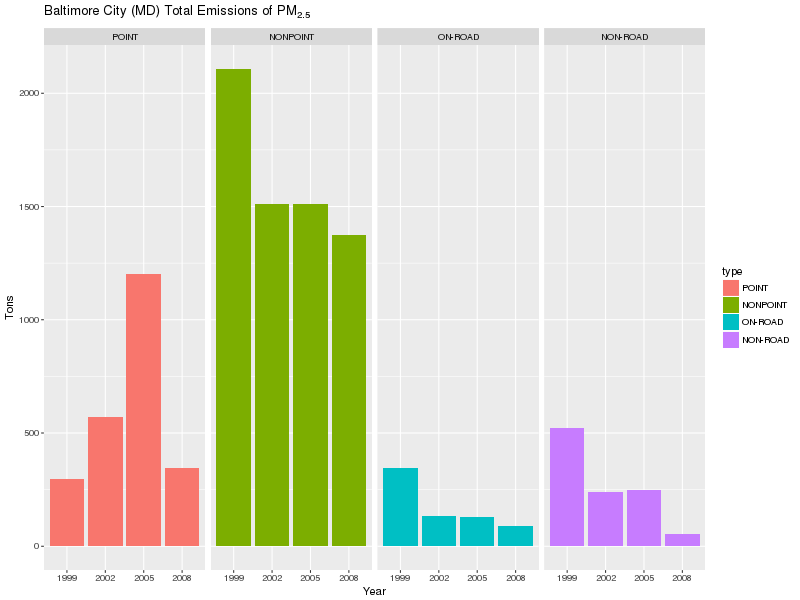 Baltimore City (MD) Total Emissions of PM2.5
POINT NONPOINT ON-ROAD NON-ROAD
2000
1500
1000
500
0
Tons
1999 2002 2005 2008 1999 2002 2005 2008 1999 2002 2005 2008 1999 2002 2005 2008
Year
type
POINT
NONPOINT
ON-ROAD
NON-ROAD